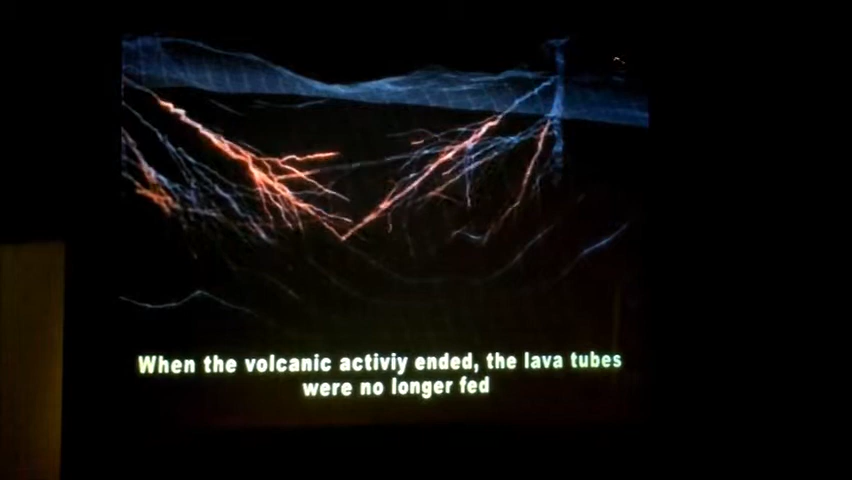 When the volcanic activiy ended, the lava tubes
were no longer fed